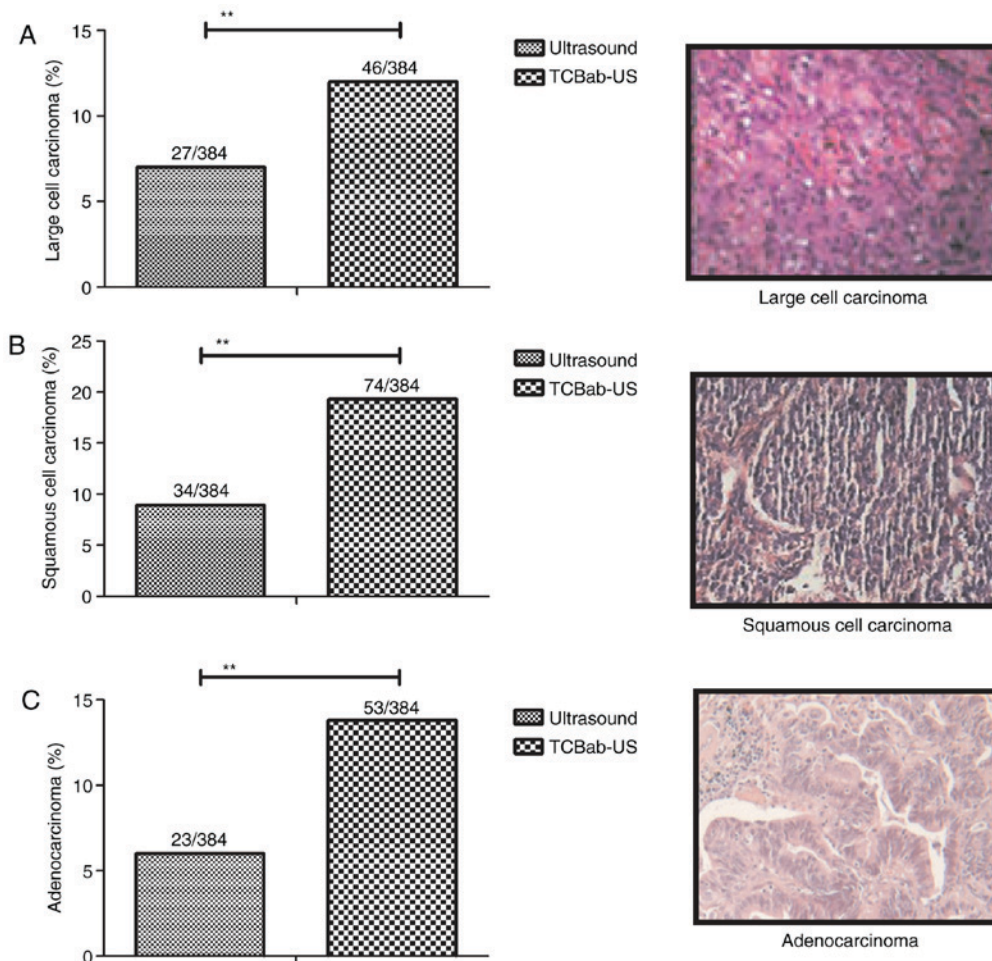 A
Large cell carcinoma (%)
15
10
5
0
**
27/384
46/384
Ultrasound
TCBab-US
Large cell carcinoma
B
Squamous cell carcinoma (%)
25
20
15
10
5
0
**
34/384
74/384
Ultrasound
TCBab-US
Squamous cell carcinoma
C
Adenocarcinoma (%)
15
10
5
0
**
23/384
53/384
Ultrasound
TCBab-US
Adenocarcinoma